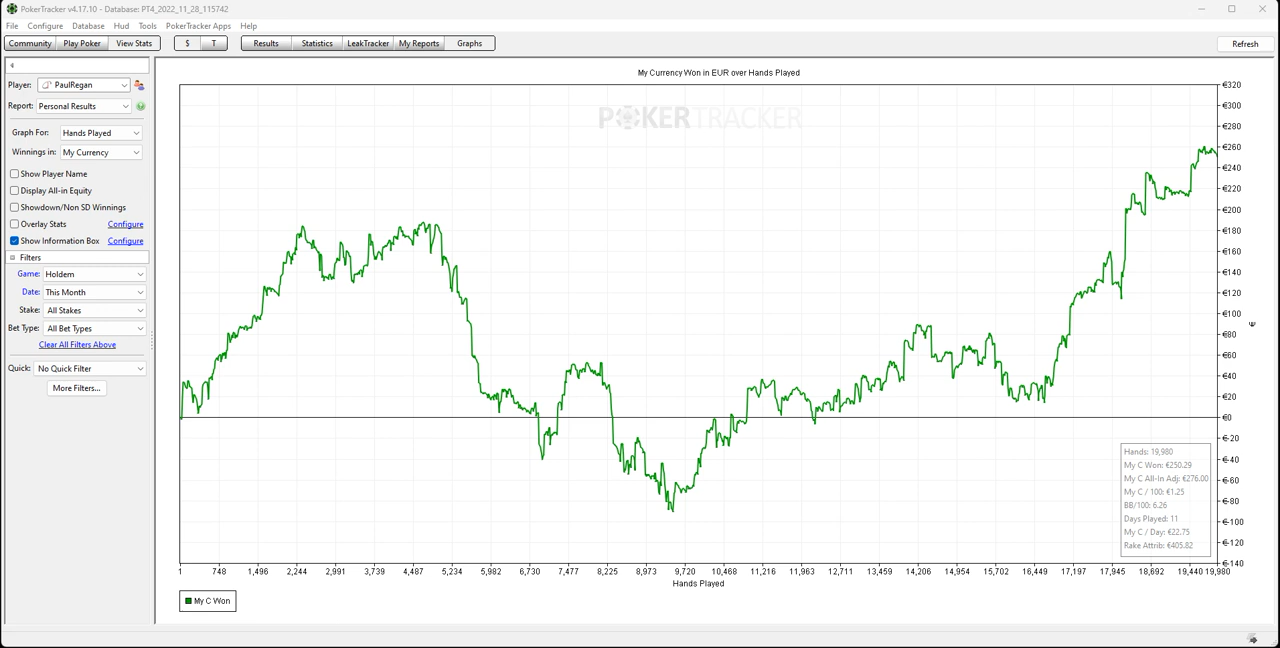 PokerTracker v4.17.10 - Database: PT4_2022_11_28_115742
File Configure Database Hud Tools PokerTracker Apps Help
Community Play Poker View Stats $ T Results Statistics LeakTracker My Reports Graphs Refresh
Player: PaulRegan
Report: Personal Results
Graph For: Hands Played
Winnings in: My Currency
Show Player Name
Display All-in Equity
Showdown/Non SD Winnings
Overlay Stats Configure
Show Information Box Configure
Filters
Game: Holdem
Date: This Month
Stake: All Stakes
Bet Type: All Bet Types
Clear All Filters Above
Quick: No Quick Filter
More Filters...
My Currency Won in EUR over Hands Played
POKERTRACKER
€320
€300
€280
€260
€240
€220
€200
€180
€160
€140
€120
€100
€80
€60
€40
€20
€0
€-20
€-40
€-60
€-80
€-100
€-120
€-140
€
Hands: 19,980
My C Won: €250.29
My C All-In Adj: €276.00
My C / 100: €1.25
BB/100: 6.26
Days Played: 11
My C / Day: €22.75
Rake Attrib: €405.82
1 748 1,496 2,244 2,991 3,739 4,487 5,234 5,982 6,730 7,477 8,225 8,973 9,720 10,468 11,216 11,963 12,711 13,459 14,206 14,954 15,702 16,449 17,197 17,945 18,692 19,440 19,980
Hands Played
My C Won